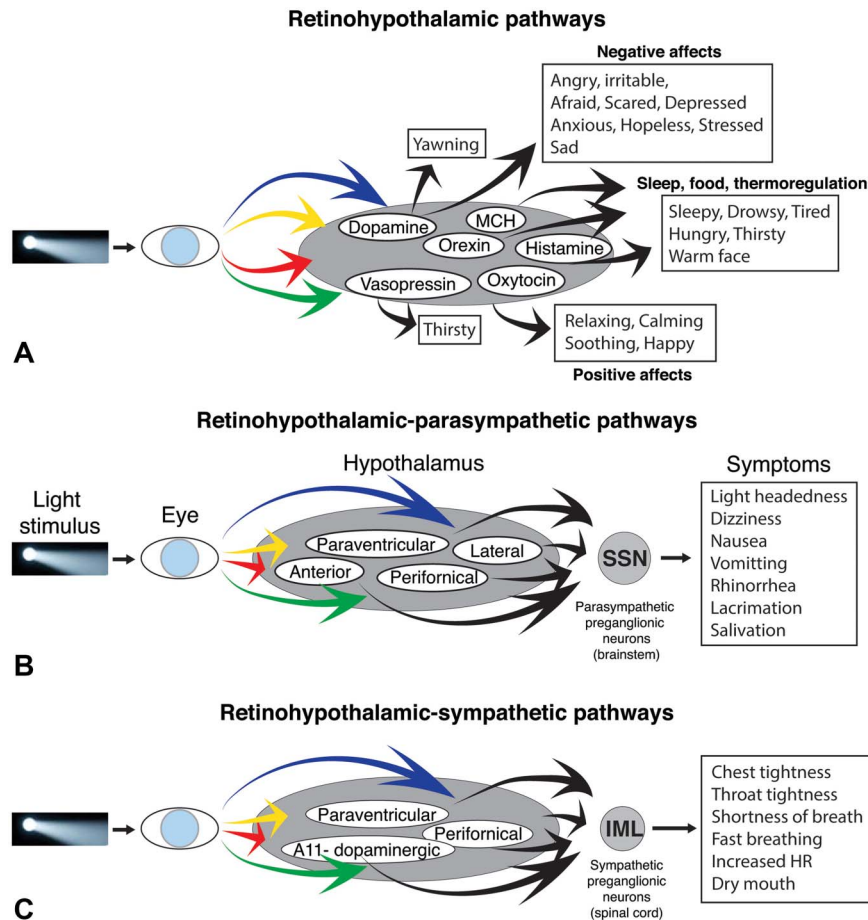 Retinohypothalamic pathways
Negative affects
Angry, irritable,
Afraid, Scared, Depressed
Anxious, Hopeless, Stressed
Sad
Yawning
Sleep, food, thermoregulation
Sleepy, Drowsy, Tired
Hungry, Thirsty
Warm face
Dopamine
MCH
Orexin
Histamine
Vasopressin
Oxytocin
Thirsty
Relaxing, Calming
Soothing, Happy
Positive affects
A
Retinohypothalamic-parasympathetic pathways
Hypothalamus
Symptoms
Light
stimulus
Eye
Paraventricular
Lateral
Anterior
Perifornical
SSN
Parasympathetic
preganglionic
neurons
(brainstem)
Light headedness
Dizziness
Nausea
Vomitting
Rhinorrhea
Lacrimation
Salivation
B
Retinohypothalamic-sympathetic pathways
Paraventricular
Perifornical
A11- dopaminergic
IML
Sympathetic
preganglionic
neurons
(spinal cord)
Chest tightness
Throat tightness
Shortness of breath
Fast breathing
Increased HR
Dry mouth
C